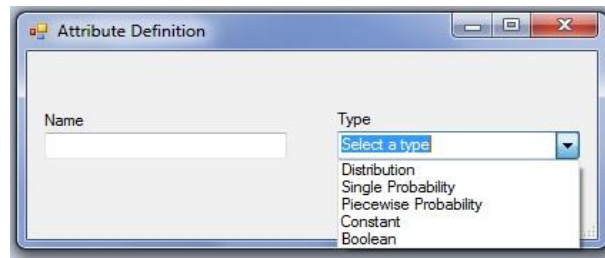 Attribute Definition
Name
Type
Select a type
Distribution
Single Probability
Piecewise Probability
Constant
Boolean